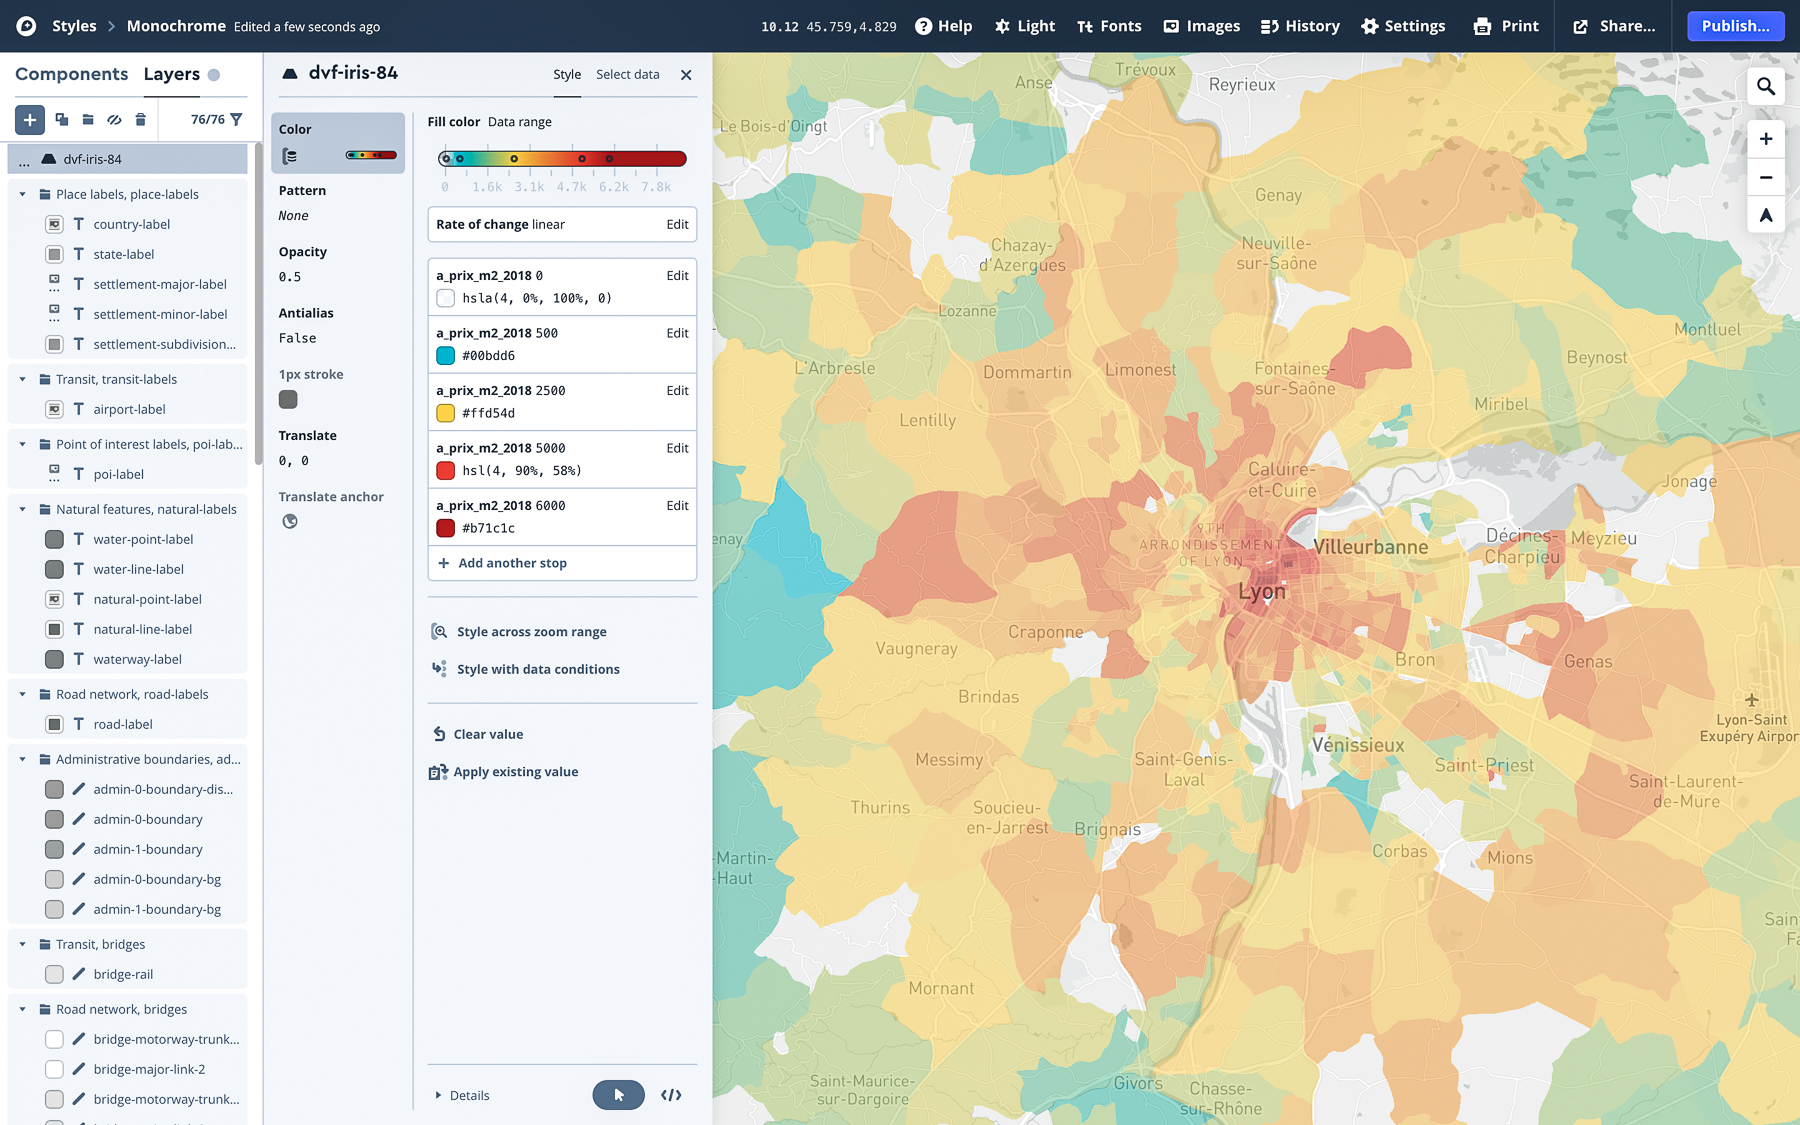 Styles
Monochrome
Edited a few seconds ago
10.12 45.759,4.829
Help
Light
Tt Fonts
Images
History
Settings
Print
Share...
Publish...
Components
Layers
76/76
... dvf-iris-84
Place labels, place-labels
T country-label
T state-label
T settlement-major-label
T settlement-minor-label
T settlement-subdivision...
Transit, transit-labels
T airport-label
Point of interest labels, poi-lab...
T poi-label
Natural features, natural-labels
T water-point-label
T water-line-label
T natural-point-label
T natural-line-label
T waterway-label
Road network, road-labels
T road-label
Administrative boundaries, ad...
admin-0-boundary-dis...
admin-0-boundary
admin-1-boundary
admin-0-boundary-bg
admin-1-boundary-bg
Transit, bridges
bridge-rail
Road network, bridges
bridge-motorway-trunk...
bridge-major-link-2
bridge-motorway-trunk...
dvf-iris-84
Style
Select data
Color
Pattern
None
Opacity
0.5
Antialias
False
1px stroke
Translate
0, 0
Translate anchor
Fill color Data range
0 1.6k 3.1k 4.7k 6.2k 7.8k
Rate of change linear Edit
a_prix_m2_2018 0 Edit
hsla(4, 0%, 100%, 0)
a_prix_m2_2018 500 Edit
#00bdd6
a_prix_m2_2018 2500 Edit
#ffd54d
a_prix_m2_2018 5000 Edit
hsl(4, 90%, 58%)
a_prix_m2_2018 6000 Edit
#b71c1c
+ Add another stop
Style across zoom range
Style with data conditions
Clear value
Apply existing value
Details
</>
Trévoux
Anse
Reyrieux
Le Bois-d'Oingt
Genay
Chazay-
d'Azergues
Neuville-
sur-Saône
Lozanne
Montluel
L'Arbresle
Dommartin
Limonest
Fontaines-
sur-Saône
Beynost
Lentilly
Miribel
Caluire-
et-Cuire
Jonage
enay
9TH
ARRONDISSEMENT
OF LYON
Villeurbanne
Décines-
Charpieu
Meyzieu
Lyon
Craponne
Vaugneray
Bron
Genas
Brindas
Lyon-Saint
Exupéry Airpor
Messimy
Saint-Genis-
Laval
Vénissieux
Saint-Priest
Saint-Laurent-
de-Mure
Thurins
Soucieu-
en-Jarrest
Brignais
-Martin-
-Haut
Corbas
Mions
Sain
Fa
Mornant
Saint-Maurice-
sur-Dargoire
Givors
Chasse-
sur-Rhône